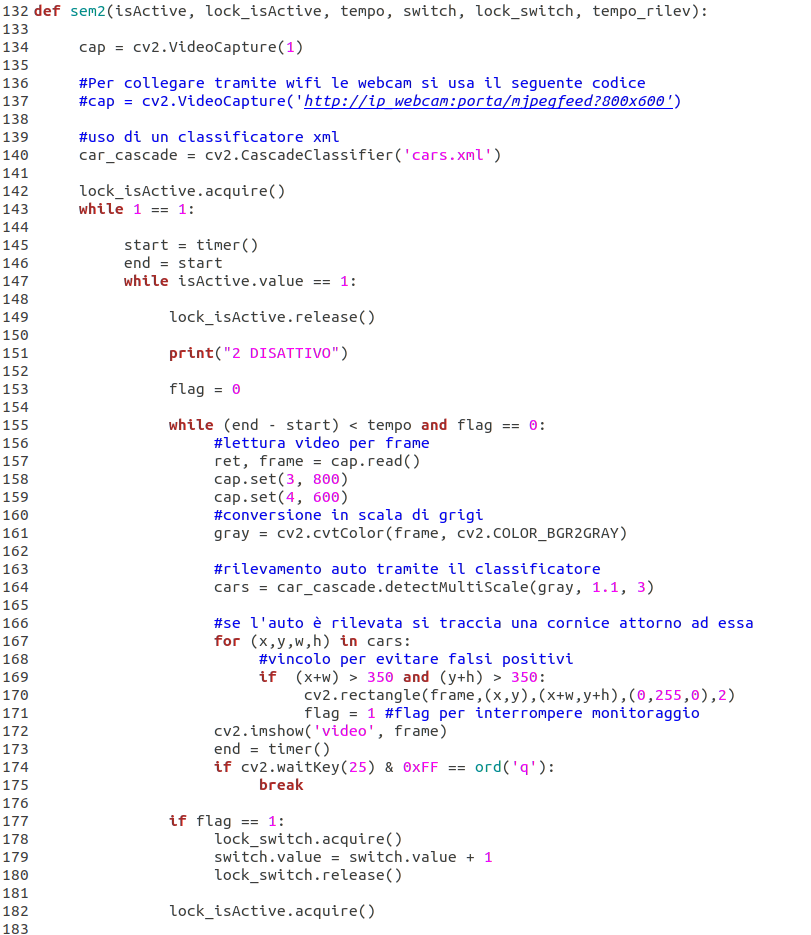 132 def sem2(isActive, lock_isActive, tempo, switch, lock_switch, tempo_rilev):
133
134     cap = cv2.VideoCapture(1)
135
136     #Per collegare tramite wifi le webcam si usa il seguente codice
137     #cap = cv2.VideoCapture('http://ip_webcam:porta/mjpegfeed?800x600')
138
139     #uso di un classificatore xml
140     car_cascade = cv2.CascadeClassifier('cars.xml')
141
142     lock_isActive.acquire()
143     while 1 == 1:
144
145          start = timer()
146          end = start
147          while isActive.value == 1:
148
149               lock_isActive.release()
150
151               print("2 DISATTIVO")
152
153               flag = 0
154
155               while (end - start) < tempo and flag == 0:
156                    #lettura video per frame
157                    ret, frame = cap.read()
158                    cap.set(3, 800)
159                    cap.set(4, 600)
160                    #conversione in scala di grigi
161                    gray = cv2.cvtColor(frame, cv2.COLOR_BGR2GRAY)
162
163                    #rilevamento auto tramite il classificatore
164                    cars = car_cascade.detectMultiScale(gray, 1.1, 3)
165
166                    #se l'auto è rilevata si traccia una cornice attorno ad essa
167                    for (x,y,w,h) in cars:
168                         #vincolo per evitare falsi positivi
169                         if  (x+w) > 350 and (y+h) > 350:
170                              cv2.rectangle(frame,(x,y),(x+w,y+h),(0,255,0),2)
171                              flag = 1 #flag per interrompere monitoraggio
172                    cv2.imshow('video', frame)
173                    end = timer()
174                    if cv2.waitKey(25) & 0xFF == ord('q'):
175                         break
176
177               if flag == 1:
178                    lock_switch.acquire()
179                    switch.value = switch.value + 1
180                    lock_switch.release()
181
182               lock_isActive.acquire()
183